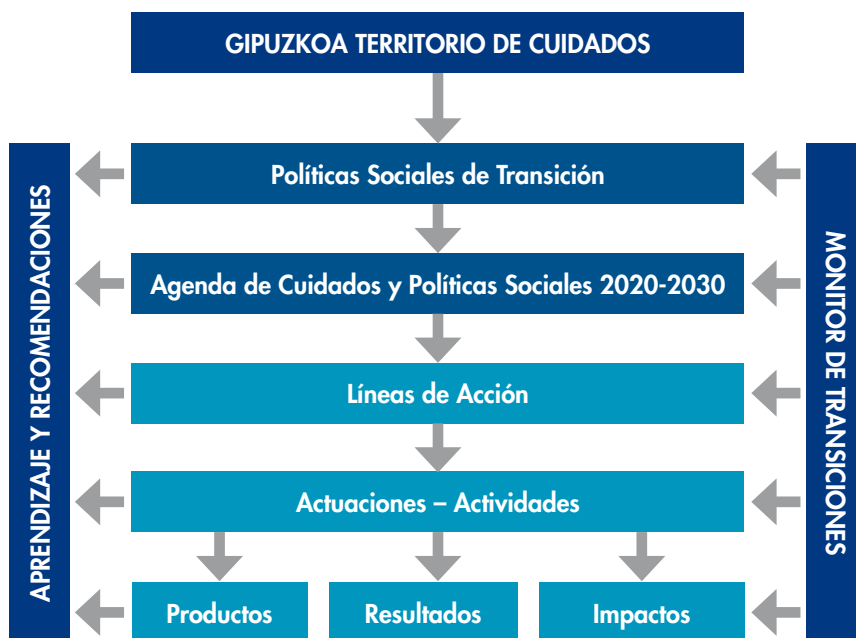 GIPUZKOA TERRITORIO DE CUIDADOS
APRENDIZAJE Y RECOMENDACIONES
Políticas Sociales de Transición
Agenda de Cuidados y Políticas Sociales 2020-2030
Líneas de Acción
Actuaciones – Actividades
Productos
Resultados
Impactos
MONITOR DE TRANSICIONES